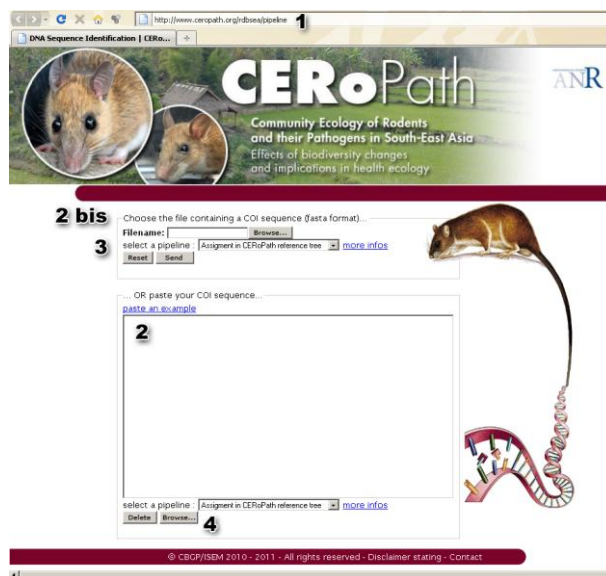 http://www.ceropath.org/rdbsea/pipeline 1
DNA Sequence Identification | CERo...
CERoPath
ANR
Community Ecology of Rodents
and their Pathogens in South-East Asia
Effects of biodiversity changes
and implications in health ecology
2 bis
Choose the file containing a COI sequence (fasta format)...
Filename: Browse...
3
select a pipeline : Assigment in CERoPath reference tree more infos
Reset Send
... OR paste your COI sequence...
paste an example
2
select a pipeline : Assigment in CERoPath reference tree more infos
Delete Browse...
4
© CBGP/ISEM 2010 - 2011 - All rights reserved - Disclaimer stating - Contact